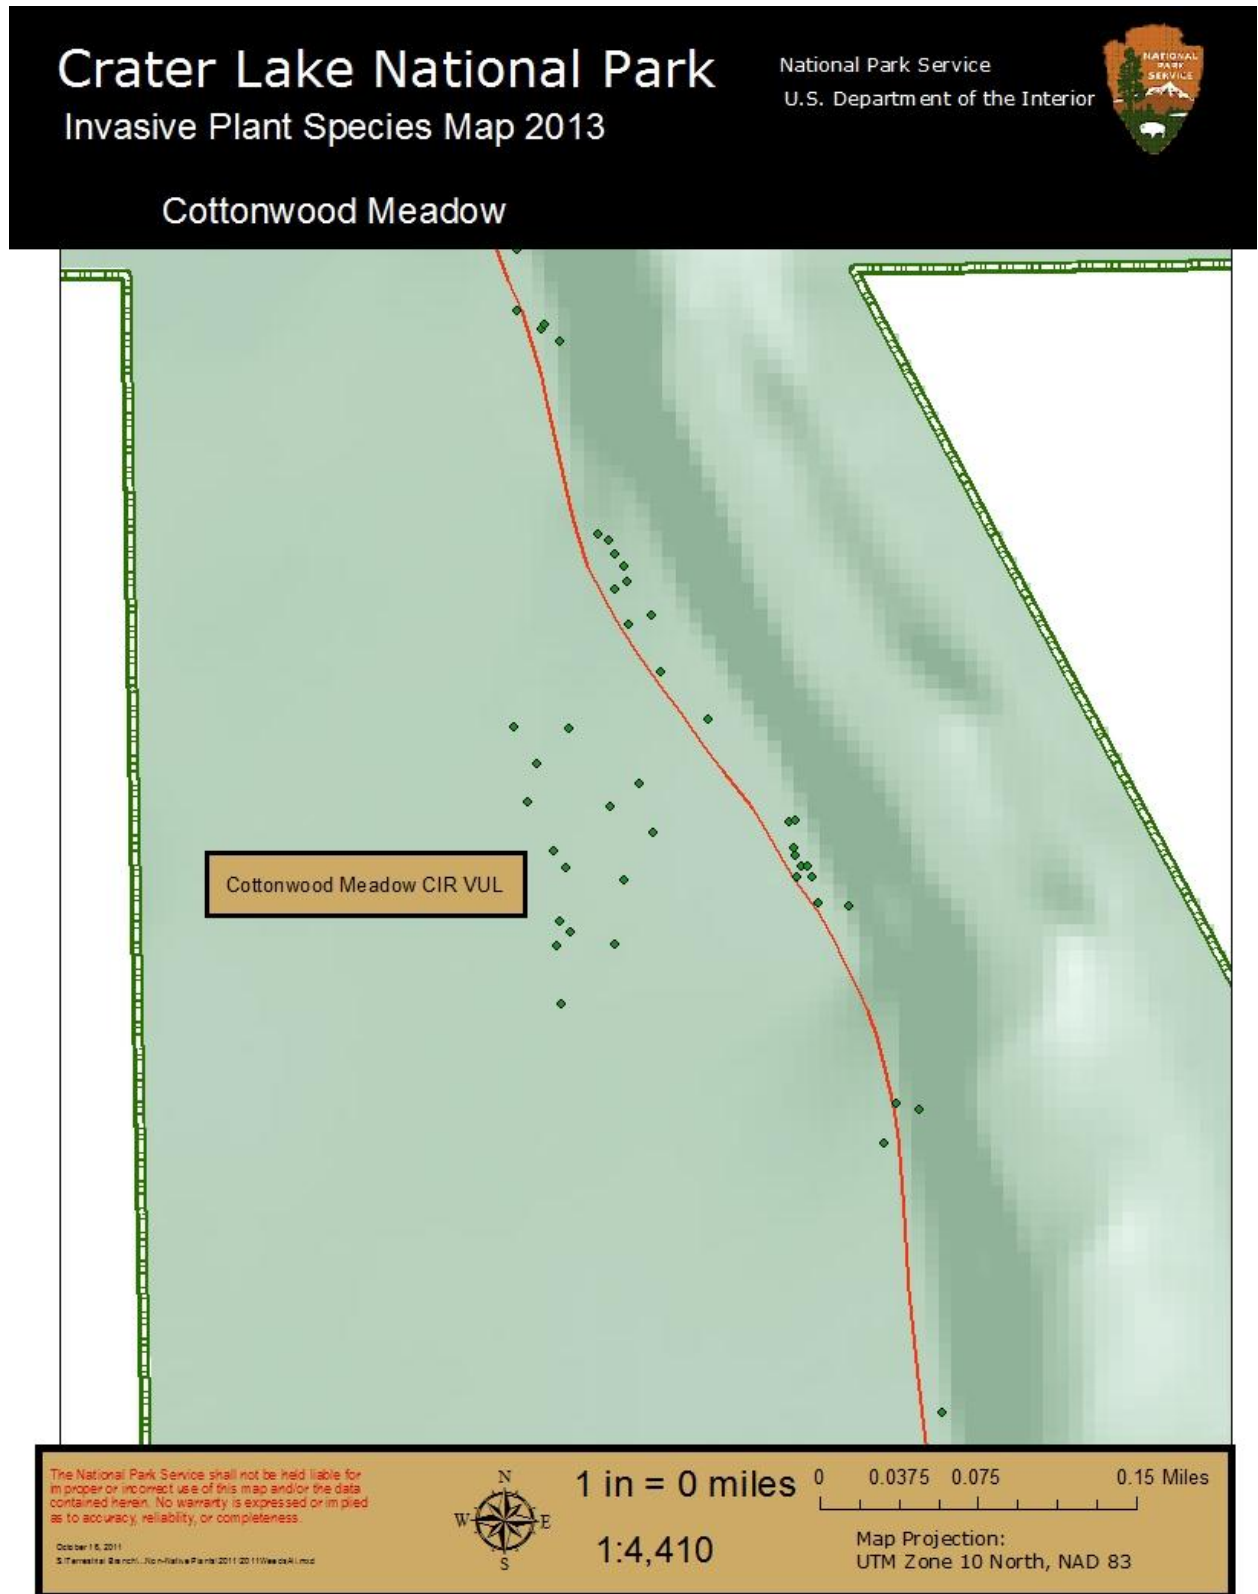 Crater Lake National Park
Invasive Plant Species Map 2013
Cottonwood Meadow
National Park Service
U.S. Department of the Interior
NATIONAL
PARK
SERVICE
Cottonwood Meadow CIR VUL
The National Park Service shall not be held liable for
improper or incorrect use of this map and/or the data
contained herein. No warranty is expressed or implied
as to accuracy, reliability, or completeness.
October 16, 2011
N
W E
S
1 in = 0 miles
1:4,410
0 0.0375 0.075 0.15 Miles
Map Projection:
UTM Zone 10 North, NAD 83